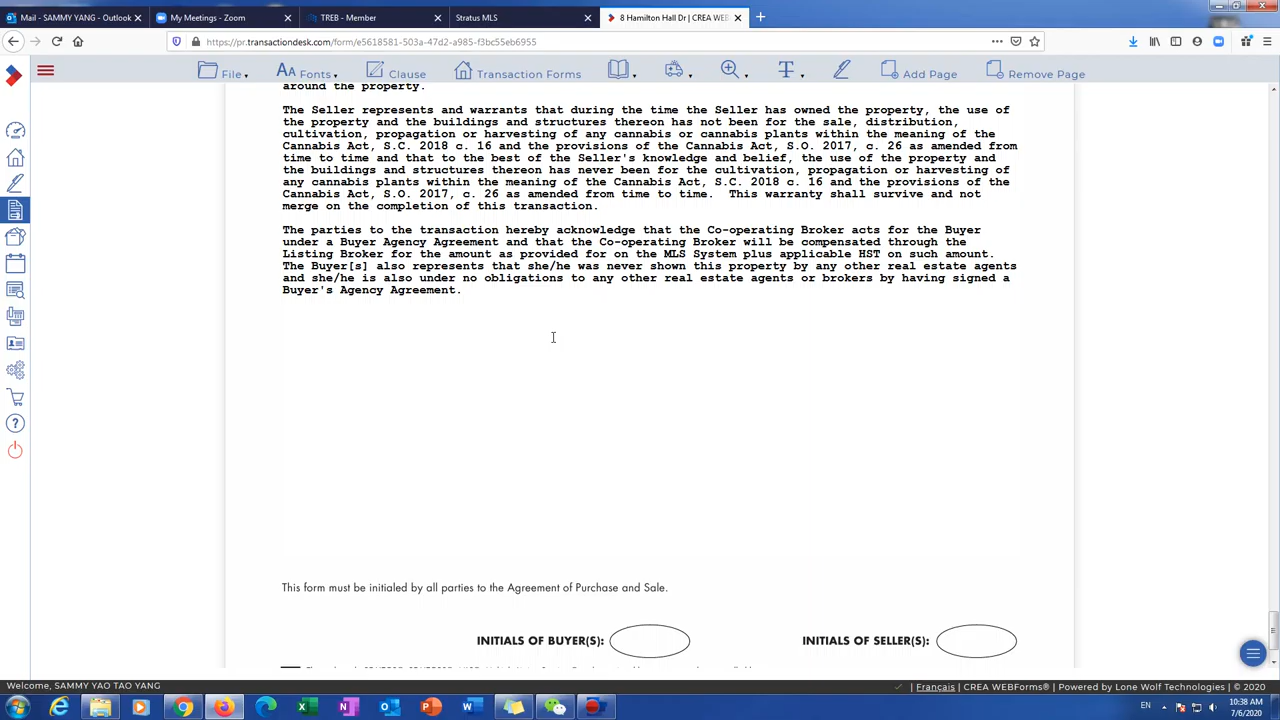 Mail - SAMMY YANG - Outlook
My Meetings - Zoom
TREB - Member
Stratus MLS
8 Hamilton Hall Dr | CREA WEB
https://pr.transactiondesk.com/form/e5618581-503a-47d2-a985-f3bc55eb6955
File
Fonts
Clause
Transaction Forms
Add Page
Remove Page
around the property.
The Seller represents and warrants that during the time the Seller has owned the property, the use of
the property and the buildings and structures thereon has not been for the sale, distribution,
cultivation, propagation or harvesting of any cannabis or cannabis plants within the meaning of the
Cannabis Act, S.C. 2018 c. 16 and the provisions of the Cannabis Act, S.O. 2017, c. 26 as amended from
time to time and that to the best of the Seller's knowledge and belief, the use of the property and
the buildings and structures thereon has never been for the cultivation, propagation or harvesting of
any cannabis plants within the meaning of the Cannabis Act, S.C. 2018 c. 16 and the provisions of the
Cannabis Act, S.O. 2017, c. 26 as amended from time to time. This warranty shall survive and not
merge on the completion of this transaction.
The parties to the transaction hereby acknowledge that the Co-operating Broker acts for the Buyer
under a Buyer Agency Agreement and that the Co-operating Broker will be compensated through the
Listing Broker for the amount as provided for on the MLS System plus applicable HST on such amount.
The Buyer[s] also represents that she/he was never shown this property by any other real estate agents
and she/he is also under no obligations to any other real estate agents or brokers by having signed a
Buyer's Agency Agreement.
This form must be initialed by all parties to the Agreement of Purchase and Sale.
INITIALS OF BUYER(S):
INITIALS OF SELLER(S):
Welcome, SAMMY YAO TAO YANG
| Français | CREA WEBForms® | Powered by Lone Wolf Technologies | © 2020
EN
10:38 AM
7/6/2020